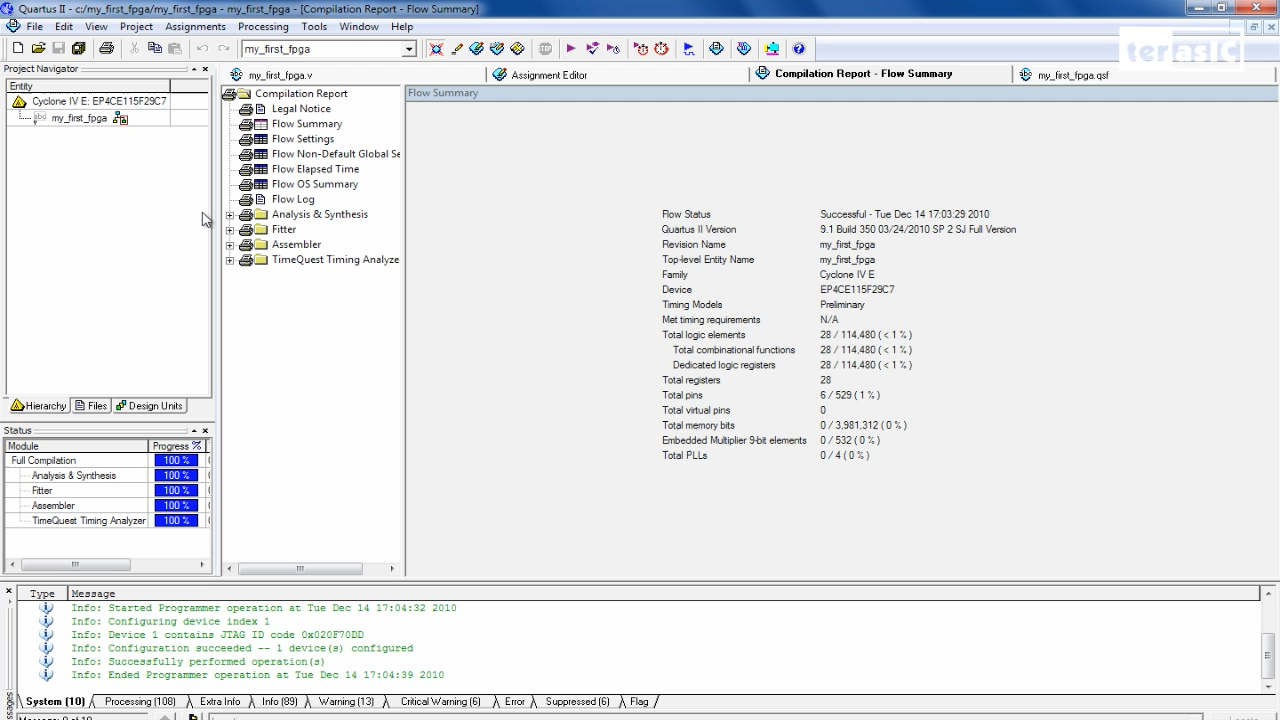 Quartus II - c:/my_first_fpga/my_first_fpga - my_first_fpga - [Compilation Report - Flow Summary]
File Edit View Project Assignments Processing Tools Window Help
terasIC
my_first_fpga
Project Navigator
Entity
Cyclone IV E: EP4CE115F29C7
my_first_fpga
Hierarchy Files Design Units
Status
Module Progress %
Full Compilation 100 %
Analysis & Synthesis 100 %
Fitter 100 %
Assembler 100 %
TimeQuest Timing Analyzer 100 %
my_first_fpga.v Assignment Editor Compilation Report - Flow Summary my_first_fpga.qsf
Compilation Report
Legal Notice
Flow Summary
Flow Settings
Flow Non-Default Global Se
Flow Elapsed Time
Flow OS Summary
Flow Log
Analysis & Synthesis
Fitter
Assembler
TimeQuest Timing Analyze
Flow Summary
Flow Status Successful - Tue Dec 14 17:03:29 2010
Quartus II Version 9.1 Build 350 03/24/2010 SP 2 SJ Full Version
Revision Name my_first_fpga
Top-level Entity Name my_first_fpga
Family Cyclone IV E
Device EP4CE115F29C7
Timing Models Preliminary
Met timing requirements N/A
Total logic elements 28 / 114,480 ( < 1 % )
Total combinational functions 28 / 114,480 ( < 1 % )
Dedicated logic registers 28 / 114,480 ( < 1 % )
Total registers 28
Total pins 6 / 529 ( 1 % )
Total virtual pins 0
Total memory bits 0 / 3,981,312 ( 0 % )
Embedded Multiplier 9-bit elements 0 / 532 ( 0 % )
Total PLLs 0 / 4 ( 0 % )
Type Message
Info: Started Programmer operation at Tue Dec 14 17:04:32 2010
Info: Configuring device index 1
Info: Device 1 contains JTAG ID code 0x020F70DD
Info: Configuration succeeded -- 1 device(s) configured
Info: Successfully performed operation(s)
Info: Ended Programmer operation at Tue Dec 14 17:04:39 2010
System (10) Processing (108) Extra Info Info (89) Warning (13) Critical Warning (6) Error Suppressed (6) Flag